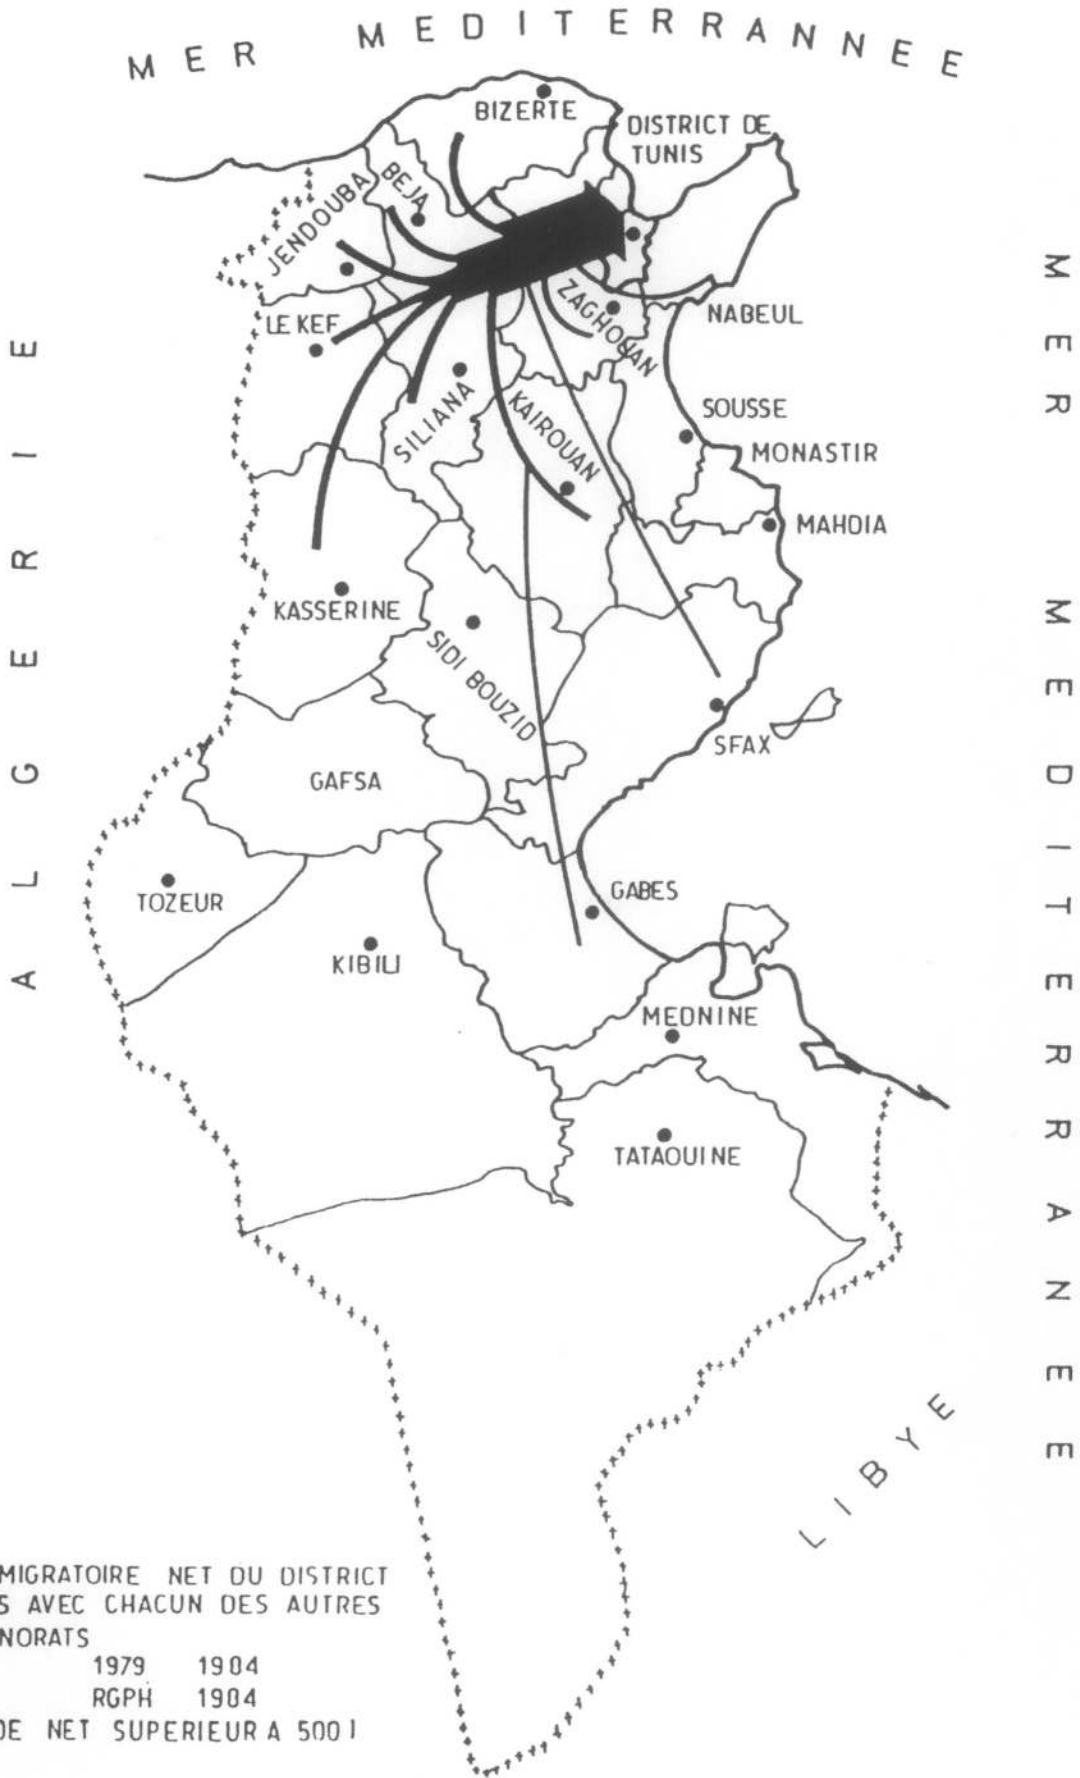 MER MEDITERRANNEE
BIZERTE
DISTRICT DE
TUNIS
BEJA
JENDOUBA
LE KEF
ZAGHOUAN
NABEUL
SILIANA
KAIROUAN
SOUSSE
MONASTIR
MAHDIA
KASSERINE
SIDI BOUZID
SFAX
GAFSA
TOZEUR
KIBILI
GABES
MEDNINE
TATAOUINE
ALGERIE
MER MEDITERRANEE
LIBYE
MIGRATOIRE NET DU DISTRICT
S AVEC CHACUN DES AUTRES
NORATS
1979 1984
RGPH 1984
DE NET SUPERIEUR A 500